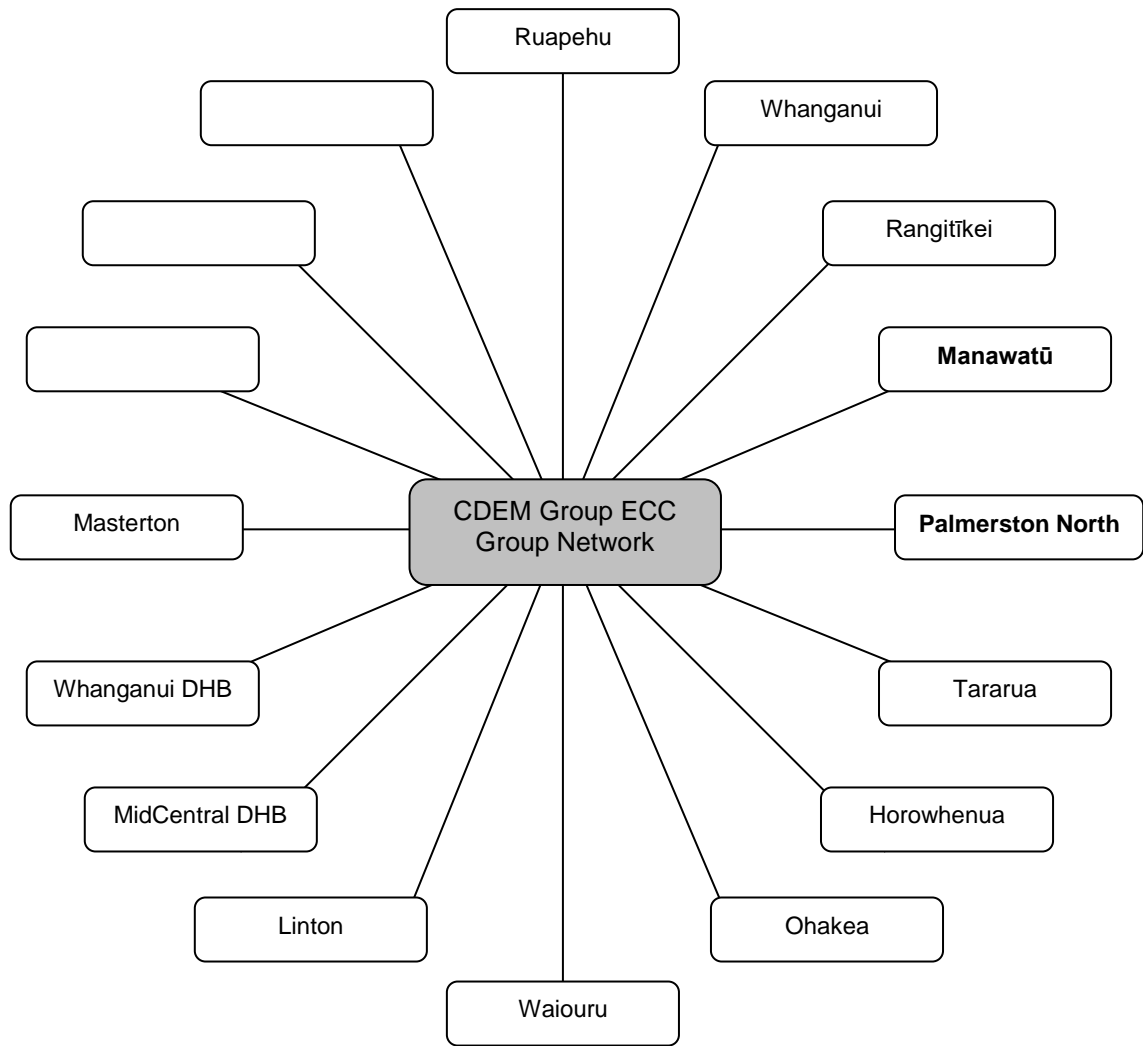 Ruapehu
Whanganui
Rangitīkei
Manawatū
Palmerston North
Tararua
Horowhenua
Ohakea
Waiouru
Linton
MidCentral DHB
Whanganui DHB
Masterton
CDEM Group ECC
Group Network